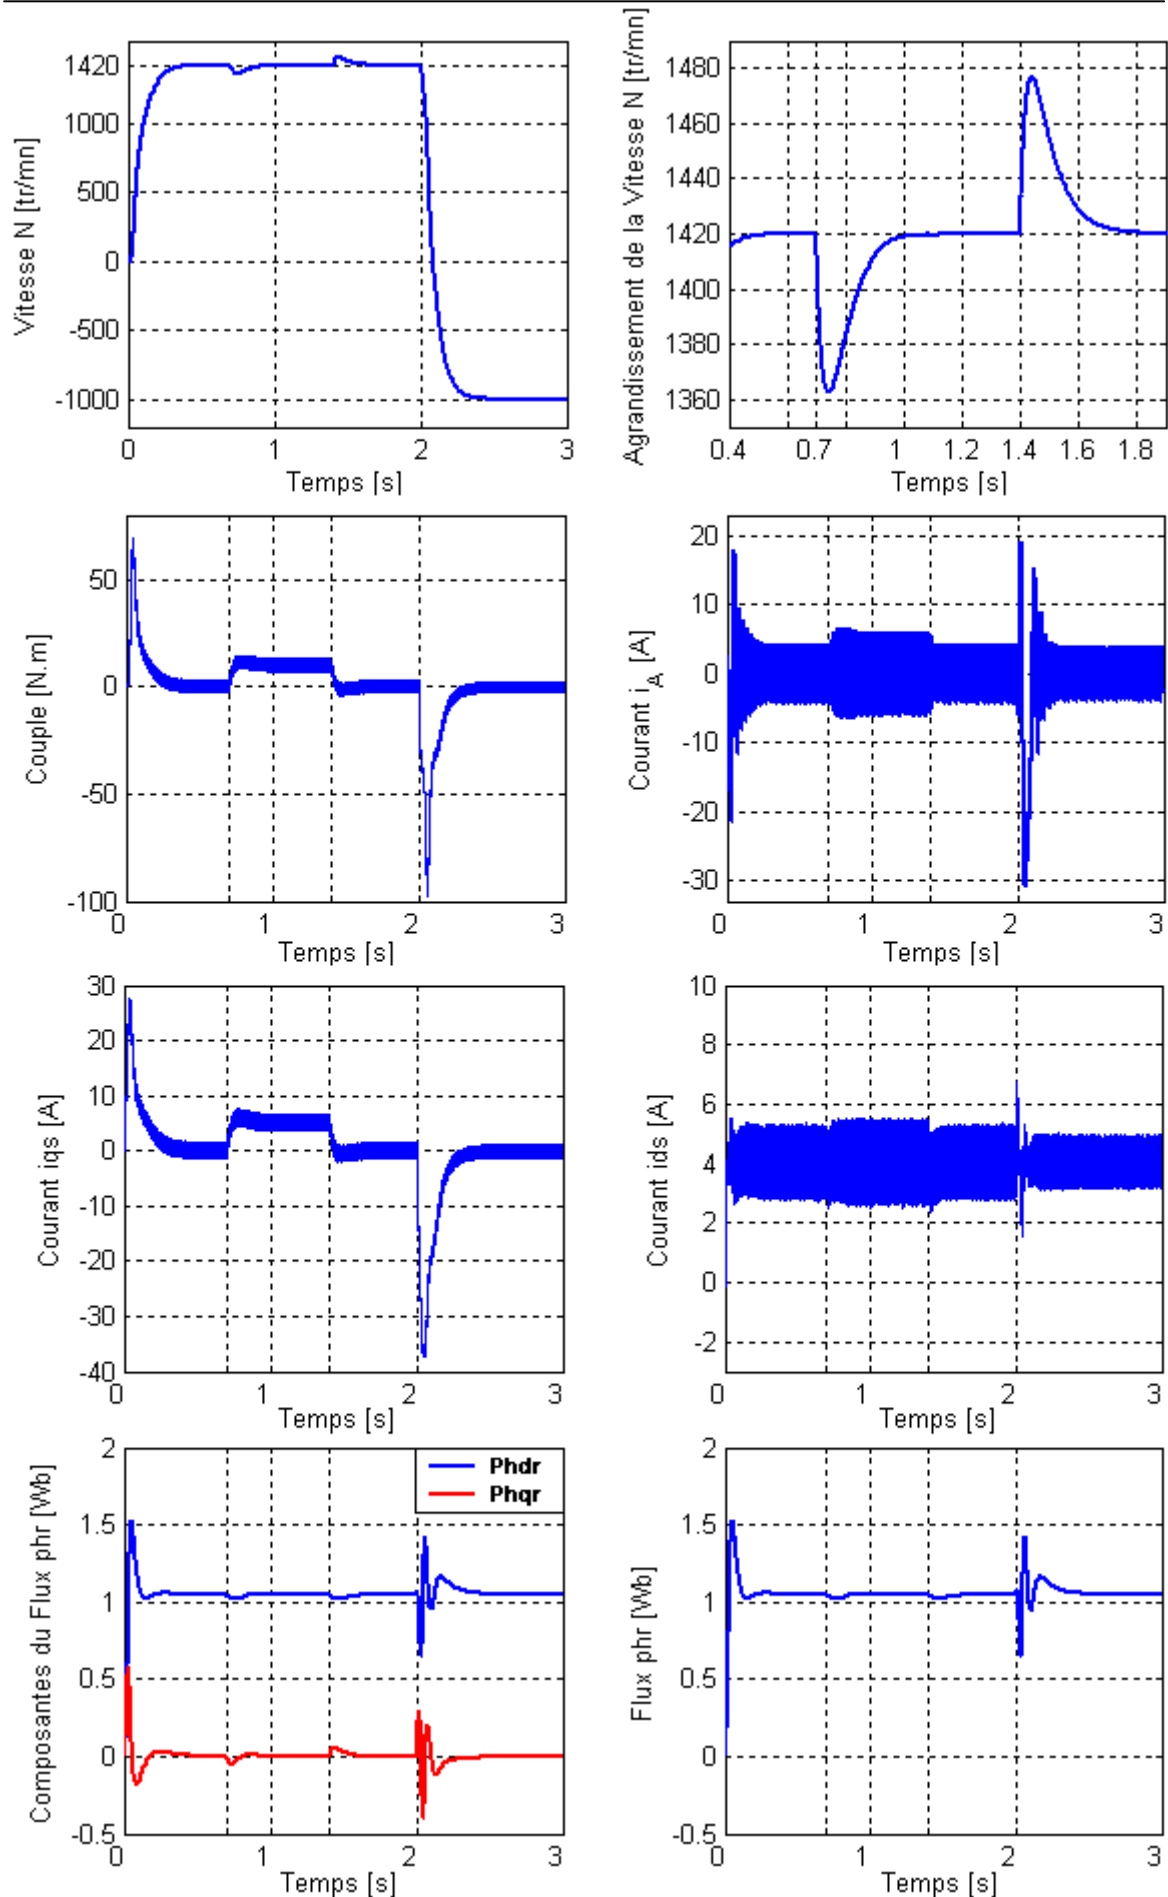 1420
1000
500
0
-500
-1000
0 1 2 3
Temps [s]
Vitesse N [tr/mn]
1480
1460
1440
1420
1400
1380
1360
0.4 0.7 1 1.2 1.4 1.6 1.8
Temps [s]
Agrandissement de la Vitesse N [tr/mn]
50
0
-50
-100
0 1 2 3
Temps [s]
Couple [N.m]
20
10
0
-10
-20
-30
0 1 2 3
Temps [s]
Courant i_A [A]
30
20
10
0
-10
-20
-30
-40
0 1 2 3
Temps [s]
Courant iqs [A]
10
8
6
4
2
0
-2
0 1 2 3
Temps [s]
Courant ids [A]
2
1.5
1
0.5
0
-0.5
0 1 2 3
Temps [s]
Composantes du Flux phr [Wb]
Phdr
Phqr
2
1.5
1
0.5
0
-0.5
0 1 2 3
Temps [s]
Flux phr [Wb]